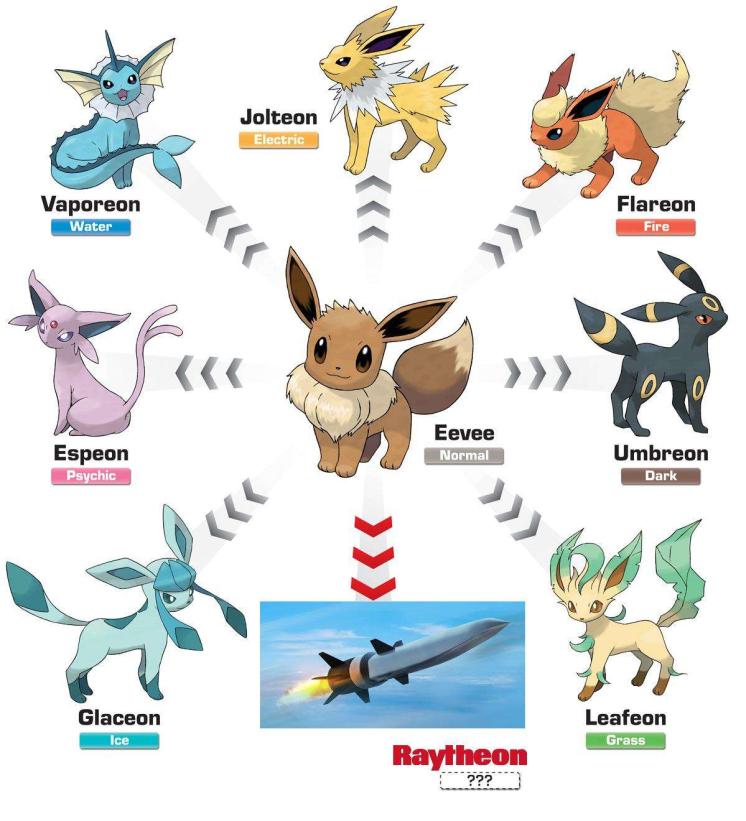 Jolteon
Electric
Vaporeon
Water
Flareon
Fire
Espeon
Psychic
Eevee
Normal
Umbreon
Dark
Glaceon
Ice
Leafeon
Grass
Raytheon
???